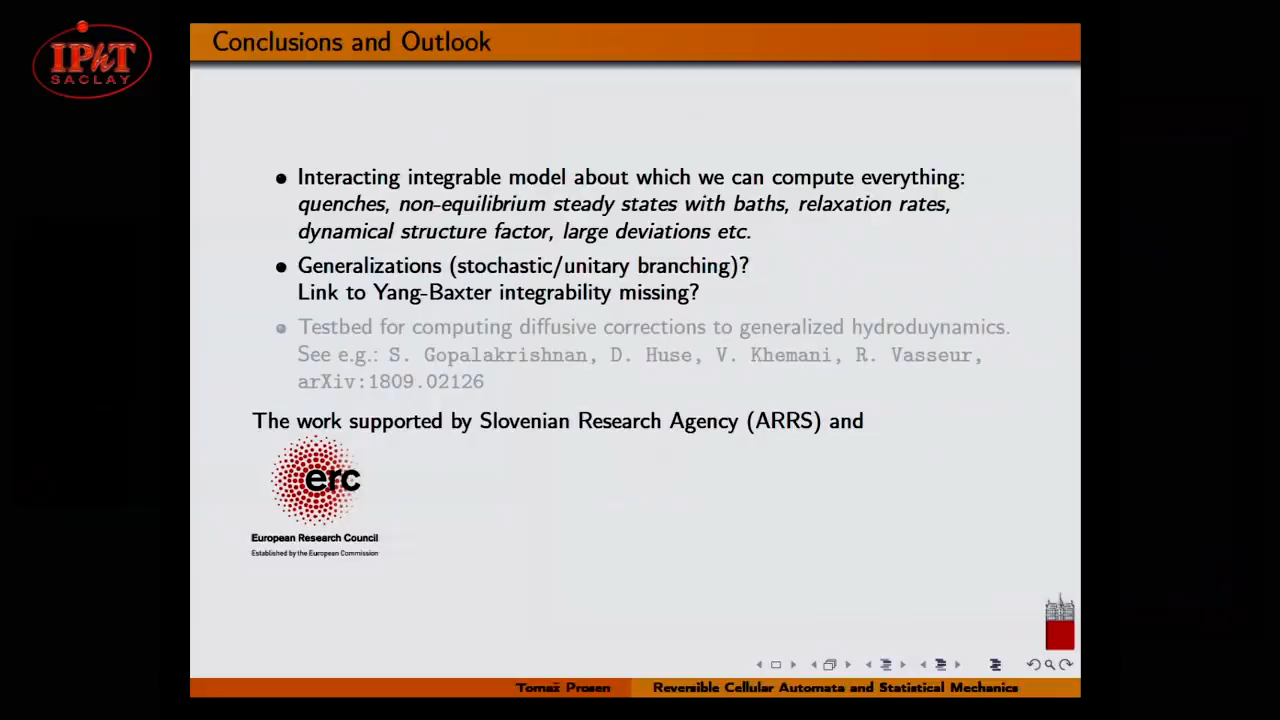 IPhT
SACLAY
Conclusions and Outlook
Interacting integrable model about which we can compute everything:
quenches, non-equilibrium steady states with baths, relaxation rates,
dynamical structure factor, large deviations etc.
Generalizations (stochastic/unitary branching)?
Link to Yang-Baxter integrability missing?
Testbed for computing diffusive corrections to generalized hydroduynamics.
See e.g.: S. Gopalakrishnan, D. Huse, V. Khemani, R. Vasseur,
arXiv:1809.02126
The work supported by Slovenian Research Agency (ARRS) and
erc
European Research Council
Established by the European Commission
Tomaž Prosen Reversible Cellular Automata and Statistical Mechanics